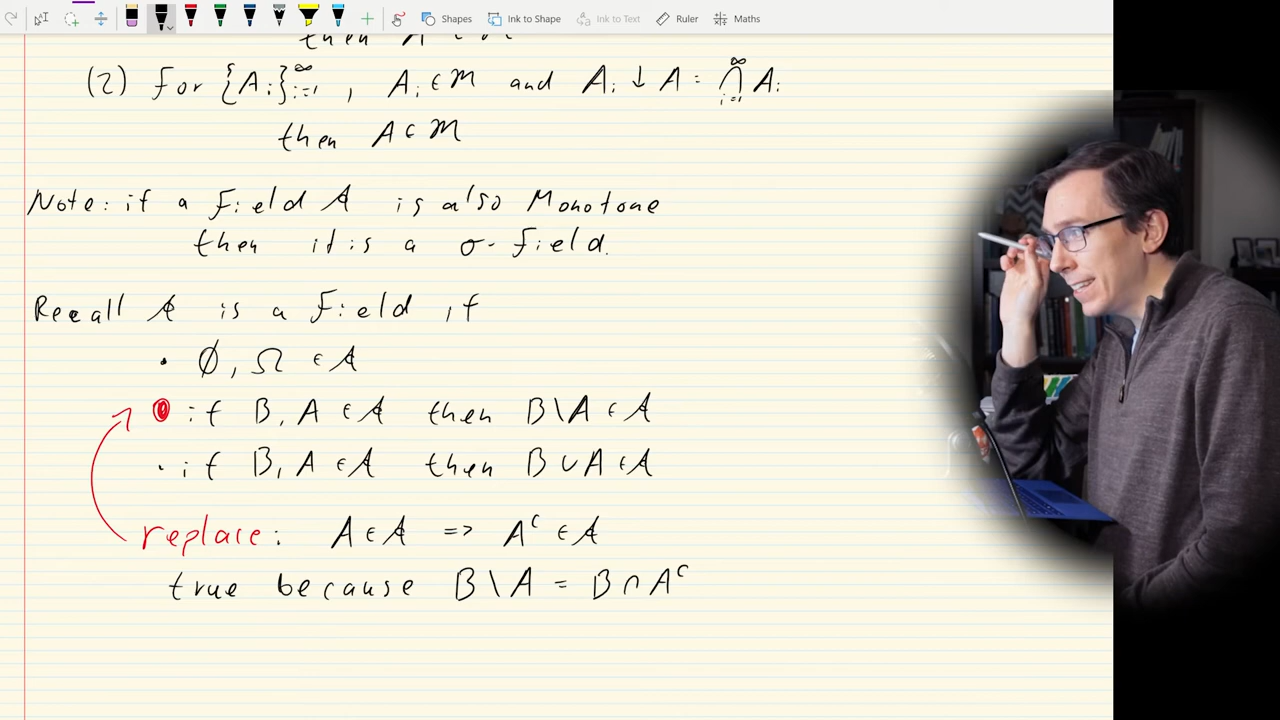 Shapes Ink to Shape Ink to Text Ruler Maths
then A
(2) for {Aᵢ}ᵢ₌₁^∞ , Aᵢ ∈ ℳ and Aᵢ ↓ A = ⋂ᵢ₌₁^∞ Aᵢ
then A ∈ ℳ
Note: if a Field 𝒜 is also Monotone
then it is a σ-field.
Recall 𝒜 is a Field if
• ∅, Ω ∈ 𝒜
• if B, A ∈ 𝒜 then B \ A ∈ 𝒜
• if B, A ∈ 𝒜 then B ∪ A ∈ 𝒜
replace: A ∈ 𝒜 => Aᶜ ∈ 𝒜
true because B \ A = B ∩ Aᶜ